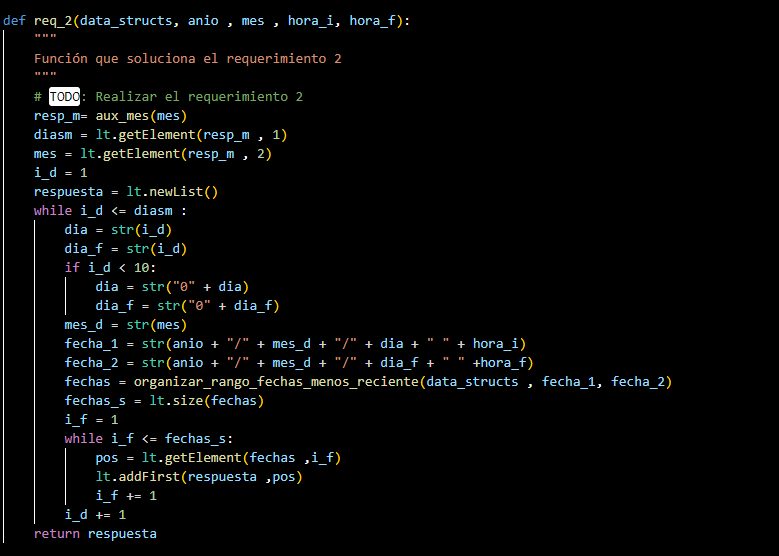 def req_2(data_structs, anio , mes , hora_i, hora_f):
    """
    Función que soluciona el requerimiento 2
    """
    # TODO: Realizar el requerimiento 2
    resp_m= aux_mes(mes)
    diasm = lt.getElement(resp_m , 1)
    mes = lt.getElement(resp_m , 2)
    i_d = 1
    respuesta = lt.newList()
    while i_d <= diasm :
        dia = str(i_d)
        dia_f = str(i_d)
        if i_d < 10:
            dia = str("0" + dia)
            dia_f = str("0" + dia_f)
        mes_d = str(mes)
        fecha_1 = str(anio + "/" + mes_d + "/" + dia + " " + hora_i)
        fecha_2 = str(anio + "/" + mes_d + "/" + dia_f + " " +hora_f)
        fechas = organizar_rango_fechas_menos_reciente(data_structs , fecha_1, fecha_2)
        fechas_s = lt.size(fechas)
        i_f = 1
        while i_f <= fechas_s:
            pos = lt.getElement(fechas ,i_f)
            lt.addFirst(respuesta ,pos)
            i_f += 1
        i_d += 1
    return respuesta